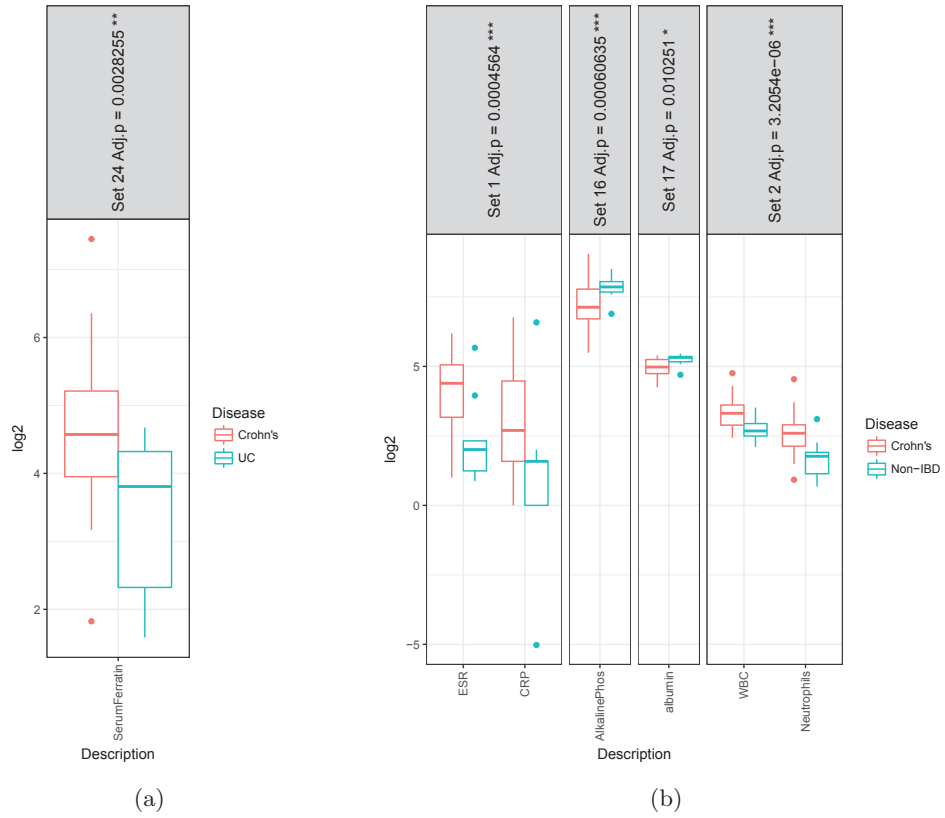 Set 24 Adj.p = 0.0028255 **
6
4
2
log2
SerumFerratin
Description
Disease
Crohn's
UC
(a)
Set 1 Adj.p = 0.0004564 ***
Set 16 Adj.p = 0.00060635 ***
Set 17 Adj.p = 0.010251 *
Set 2 Adj.p = 3.2054e−06 ***
5
0
−5
log2
ESR
CRP
AlkalinePhos
albumin
WBC
Neutrophils
Description
Disease
Crohn's
Non−IBD
(b)